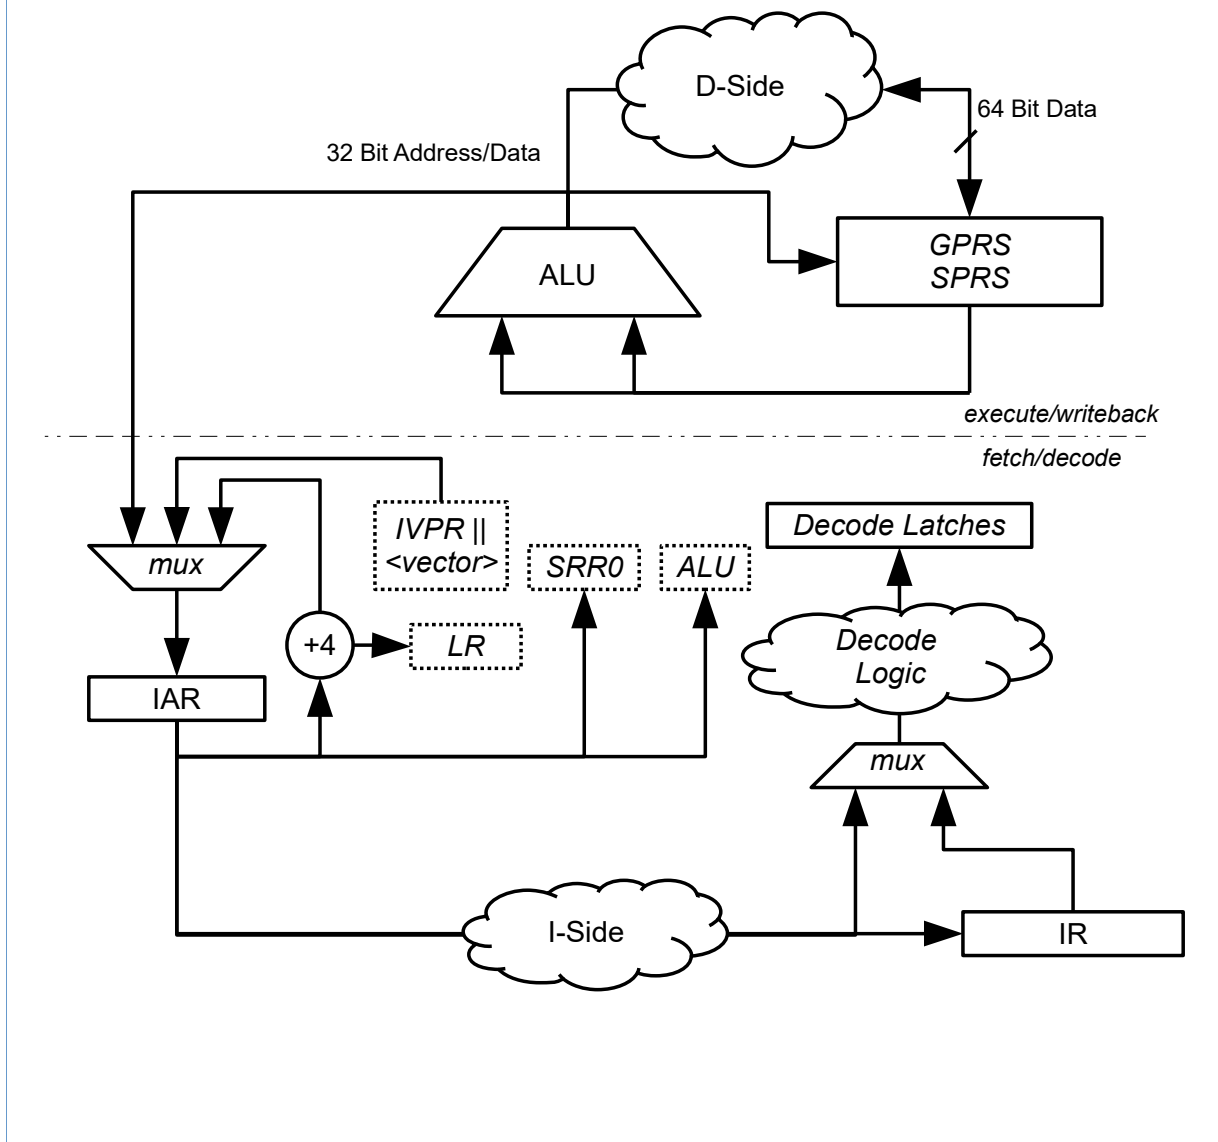 D-Side
64 Bit Data
32 Bit Address/Data
GPRS
SPRS
ALU
execute/writeback
fetch/decode
IVPR ||
<vector>
Decode Latches
mux
SRR0
ALU
+4
LR
Decode
Logic
IAR
mux
I-Side
IR